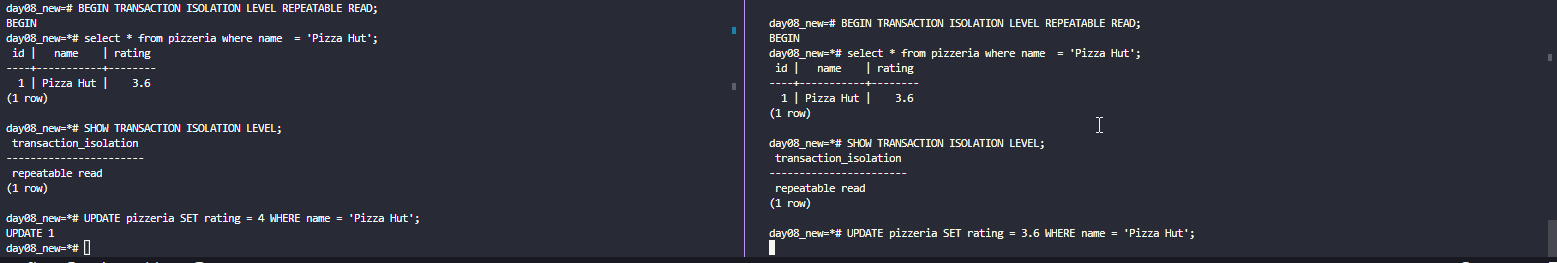 day08_new=# BEGIN TRANSACTION ISOLATION LEVEL REPEATABLE READ;
BEGIN
day08_new=*# select * from pizzeria where name  = 'Pizza Hut';
 id |   name    | rating
----+-----------+--------
  1 | Pizza Hut |    3.6
(1 row)
day08_new=*# SHOW TRANSACTION ISOLATION LEVEL;
 transaction_isolation
-----------------------
 repeatable read
(1 row)
day08_new=*# UPDATE pizzeria SET rating = 4 WHERE name = 'Pizza Hut';
UPDATE 1
day08_new=*#
day08_new=# BEGIN TRANSACTION ISOLATION LEVEL REPEATABLE READ;
BEGIN
day08_new=*# select * from pizzeria where name  = 'Pizza Hut';
 id |   name    | rating
----+-----------+--------
  1 | Pizza Hut |    3.6
(1 row)
day08_new=*# SHOW TRANSACTION ISOLATION LEVEL;
 transaction_isolation
-----------------------
 repeatable read
(1 row)
day08_new=*# UPDATE pizzeria SET rating = 3.6 WHERE name = 'Pizza Hut';